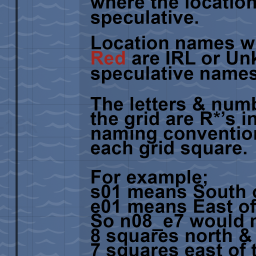 where the location
speculative.
Location names w
Red are IRL or Unk
speculative names
The letters & numb
the grid are R*'s in
naming convention
each grid square.
For example;
s01 means South o
e01 means East of
So n08_e7 would m
8 squares north &
7 squares east of t